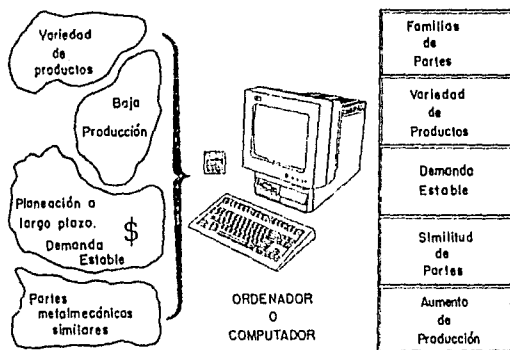 Variedad
de
productos
Baja
Producción
Planeación a
largo plazo.
Demanda
Estable
$
Partes
metalmecánicas
similares
ORDENADOR
O
COMPUTADOR
Familias
de
Partes
Variedad
de
Productos
Demanda
Estable
Similitud
de
Partes
Aumento
de
Producción